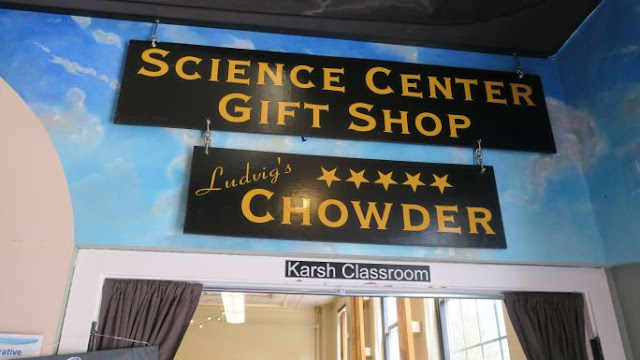 SCIENCE CENTER
GIFT SHOP
Ludvig's
CHOWDER
Karsh Classroom